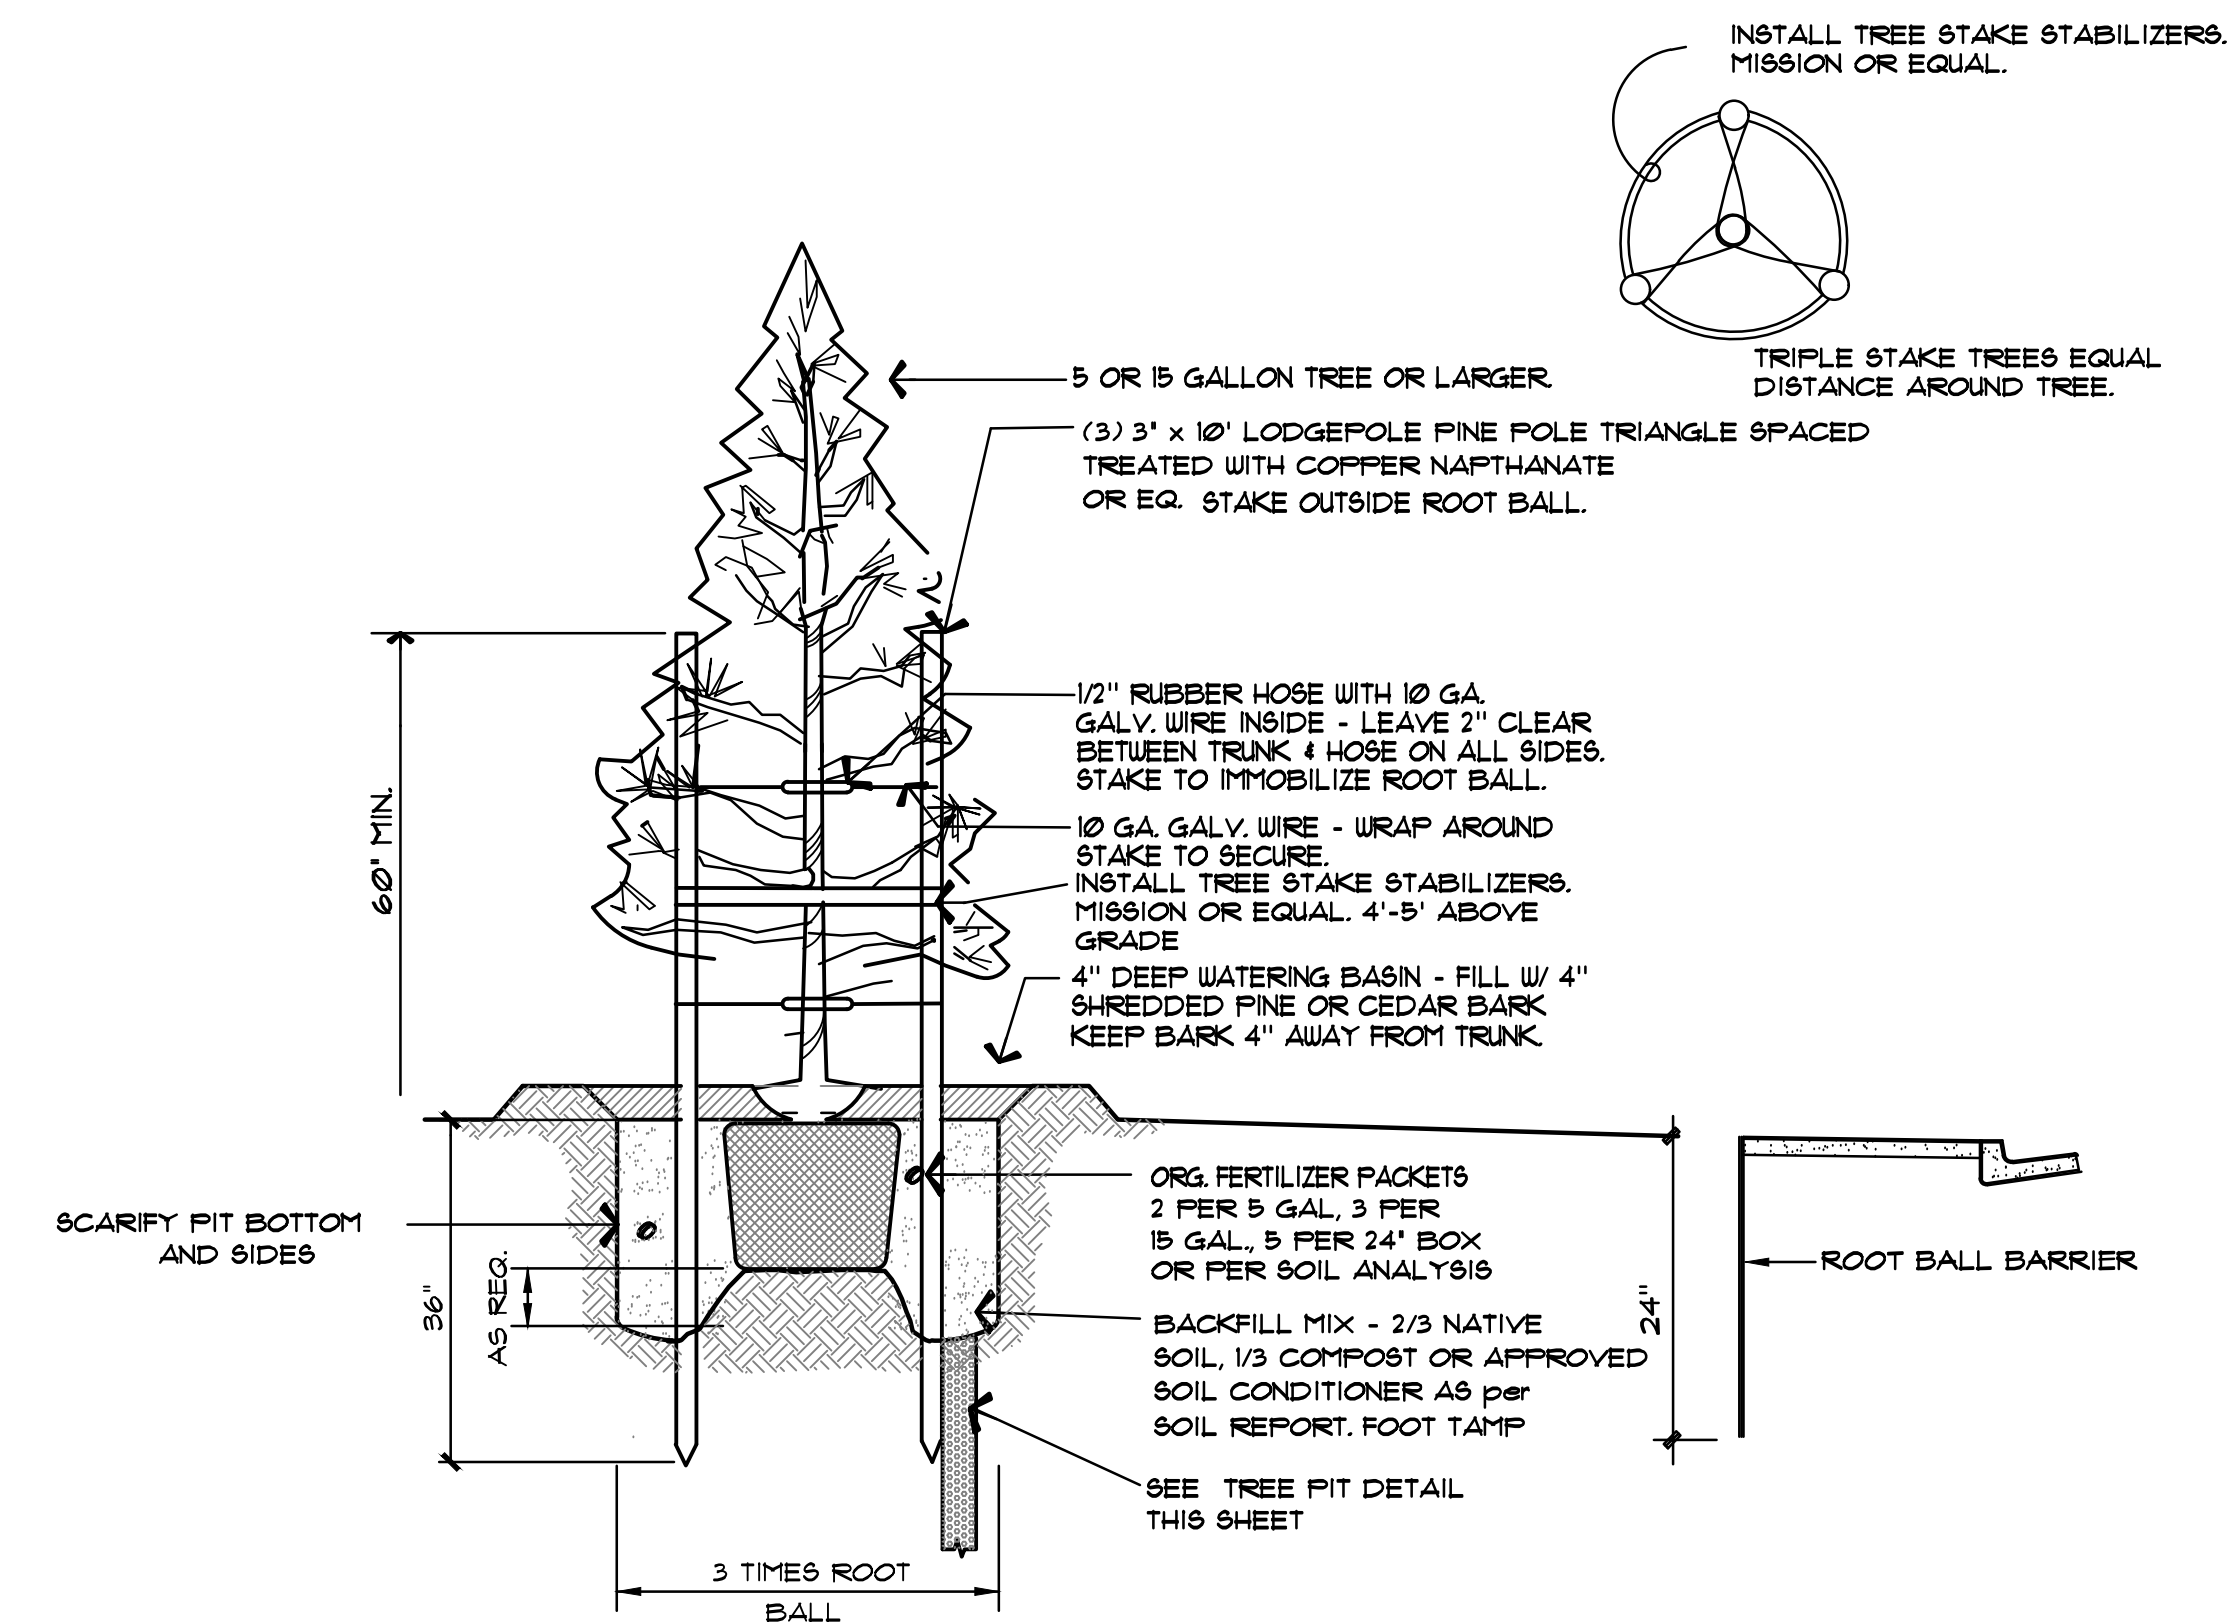 INSTALL TREE STAKE STABILIZERS.
MISSION OR EQUAL.
TRIPLE STAKE TREES EQUAL
DISTANCE AROUND TREE.
5 OR 15 GALLON TREE OR LARGER.
(3) 3" x 10' LODGEPOLE PINE POLE TRIANGLE SPACED
TREATED WITH COPPER NAPTHANATE
OR EQ. STAKE OUTSIDE ROOT BALL.
1/2" RUBBER HOSE WITH 10 GA.
GALV. WIRE INSIDE - LEAVE 2" CLEAR
BETWEEN TRUNK & HOSE ON ALL SIDES.
STAKE TO IMMOBILIZE ROOT BALL.
10 GA. GALV. WIRE - WRAP AROUND
STAKE TO SECURE.
INSTALL TREE STAKE STABILIZERS.
MISSION OR EQUAL. 4'-5' ABOVE
GRADE
4" DEEP WATERING BASIN - FILL W/ 4"
SHREDDED PINE OR CEDAR BARK
KEEP BARK 4" AWAY FROM TRUNK.
60" MIN.
ORG. FERTILIZER PACKETS
2 PER 5 GAL, 3 PER
15 GAL., 5 PER 24" BOX
OR PER SOIL ANALYSIS
BACKFILL MIX - 2/3 NATIVE
SOIL, 1/3 COMPOST OR APPROVED
SOIL CONDITIONER AS per
SOIL REPORT. FOOT TAMP
SEE TREE PIT DETAIL
THIS SHEET
SCARIFY PIT BOTTOM
AND SIDES
36"
AS REQ.
3 TIMES ROOT
BALL
24"
ROOT BALL BARRIER